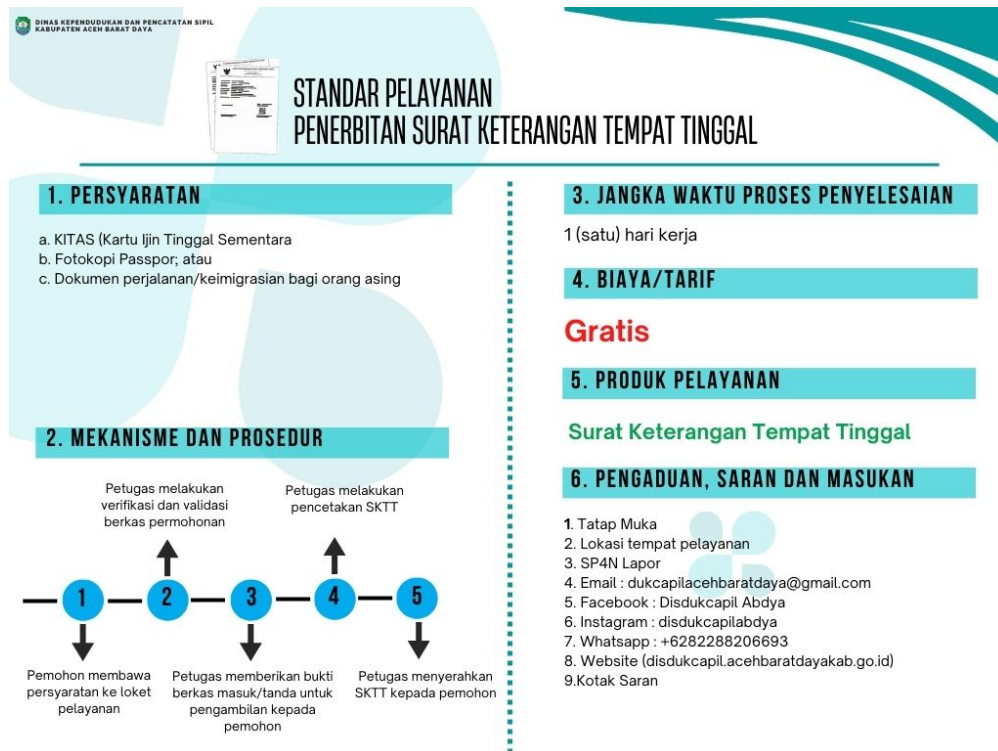 DINAS KEPENDUDUKAN DAN PENCATATAN SIPIL
KABUPATEN ACEH BARAT DAYA
STANDAR PELAYANAN
PENERBITAN SURAT KETERANGAN TEMPAT TINGGAL
1. PERSYARATAN
a. KITAS (Kartu Ijin Tinggal Sementara
b. Fotokopi Passpor; atau
c. Dokumen perjalanan/keimigrasian bagi orang asing
2. MEKANISME DAN PROSEDUR
Petugas melakukan
verifikasi dan validasi
berkas permohonan
Petugas melakukan
pencetakan SKTT
1
2
3
4
5
Pemohon membawa
persyaratan ke loket
pelayanan
Petugas memberikan bukti
berkas masuk/tanda untuk
pengambilan kepada
pemohon
Petugas menyerahkan
SKTT kepada pemohon
3. JANGKA WAKTU PROSES PENYELESAIAN
1 (satu) hari kerja
4. BIAYA/TARIF
Gratis
5. PRODUK PELAYANAN
Surat Keterangan Tempat Tinggal
6. PENGADUAN, SARAN DAN MASUKAN
1. Tatap Muka
2. Lokasi tempat pelayanan
3. SP4N Lapor
4. Email : dukcapilacehbaratdaya@gmail.com
5. Facebook : Disdukcapil Abdya
6. Instagram : disdukcapilabdya
7. Whatsapp : +6282288206693
8. Website (disdukcapil.acehbaratdayakab.go.id)
9.Kotak Saran